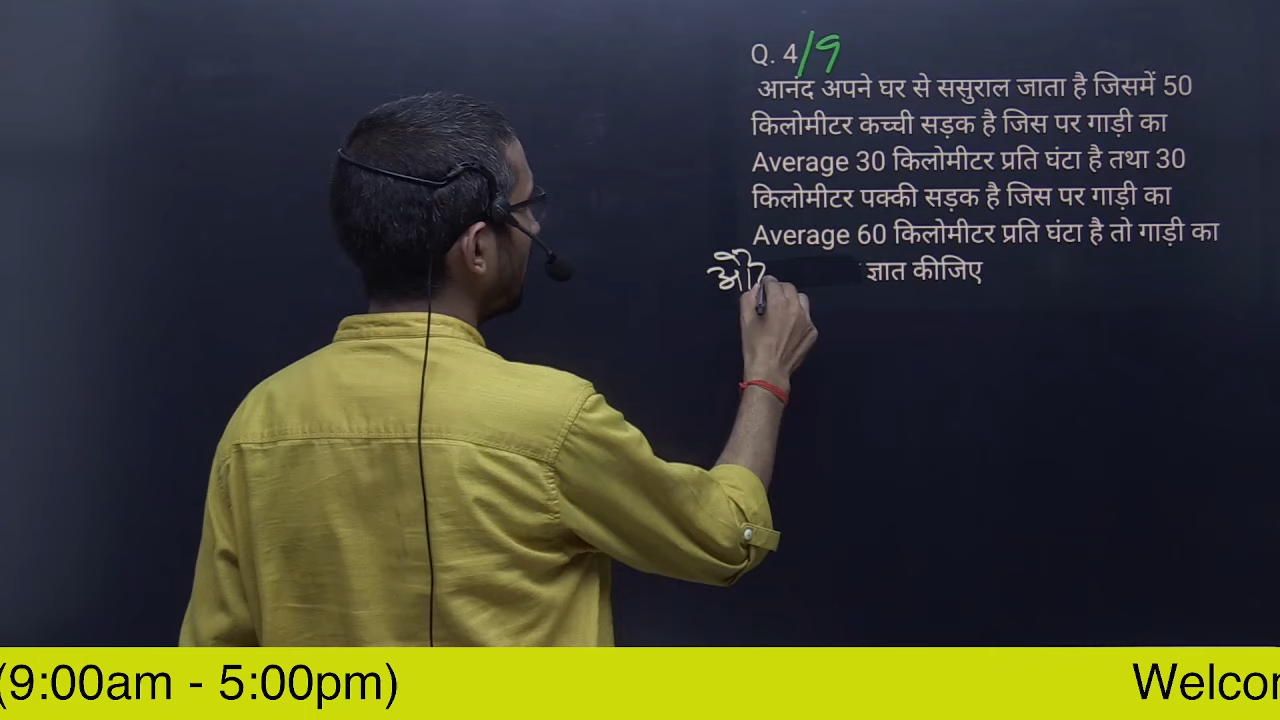 Q. 4/9
आनंद अपने घर से ससुराल जाता है जिसमें 50
किलोमीटर कच्ची सड़क है जिस पर गाड़ी का
Average 30 किलोमीटर प्रति घंटा है तथा 30
किलोमीटर पक्की सड़क है जिस पर गाड़ी का
Average 60 किलोमीटर प्रति घंटा है तो गाड़ी का
ज्ञात कीजिए
(9:00am - 5:00pm)
Welcor